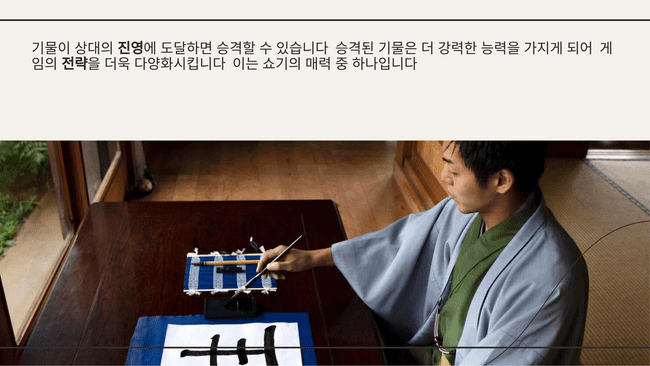 기물이 상대의 진영에 도달하면 승격할 수 있습니다 승격된 기물은 더 강력한 능력을 가지게 되어 게
임의 전략을 더욱 다양화시킵니다 이는 쇼기의 매력 중 하나입니다